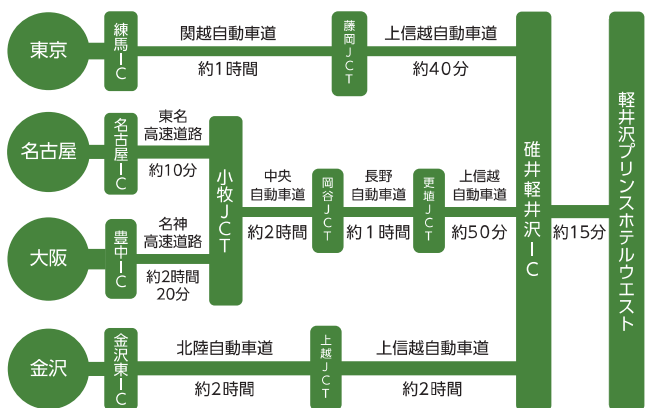 東京
練馬IC
関越自動車道
約1時間
藤岡JCT
上信越自動車道
約40分
名古屋
名古屋IC
東名
高速道路
約10分
大阪
豊中IC
名神
高速道路
約2時間
20分
小牧JCT
中央
自動車道
約2時間
岡谷JCT
長野
自動車道
約1時間
更埴JCT
上信越
自動車道
約50分
金沢
金沢東IC
北陸自動車道
約2時間
上越JCT
上信越自動車道
約2時間
碓井軽井沢IC
約15分
軽井沢プリンスホテルウエスト